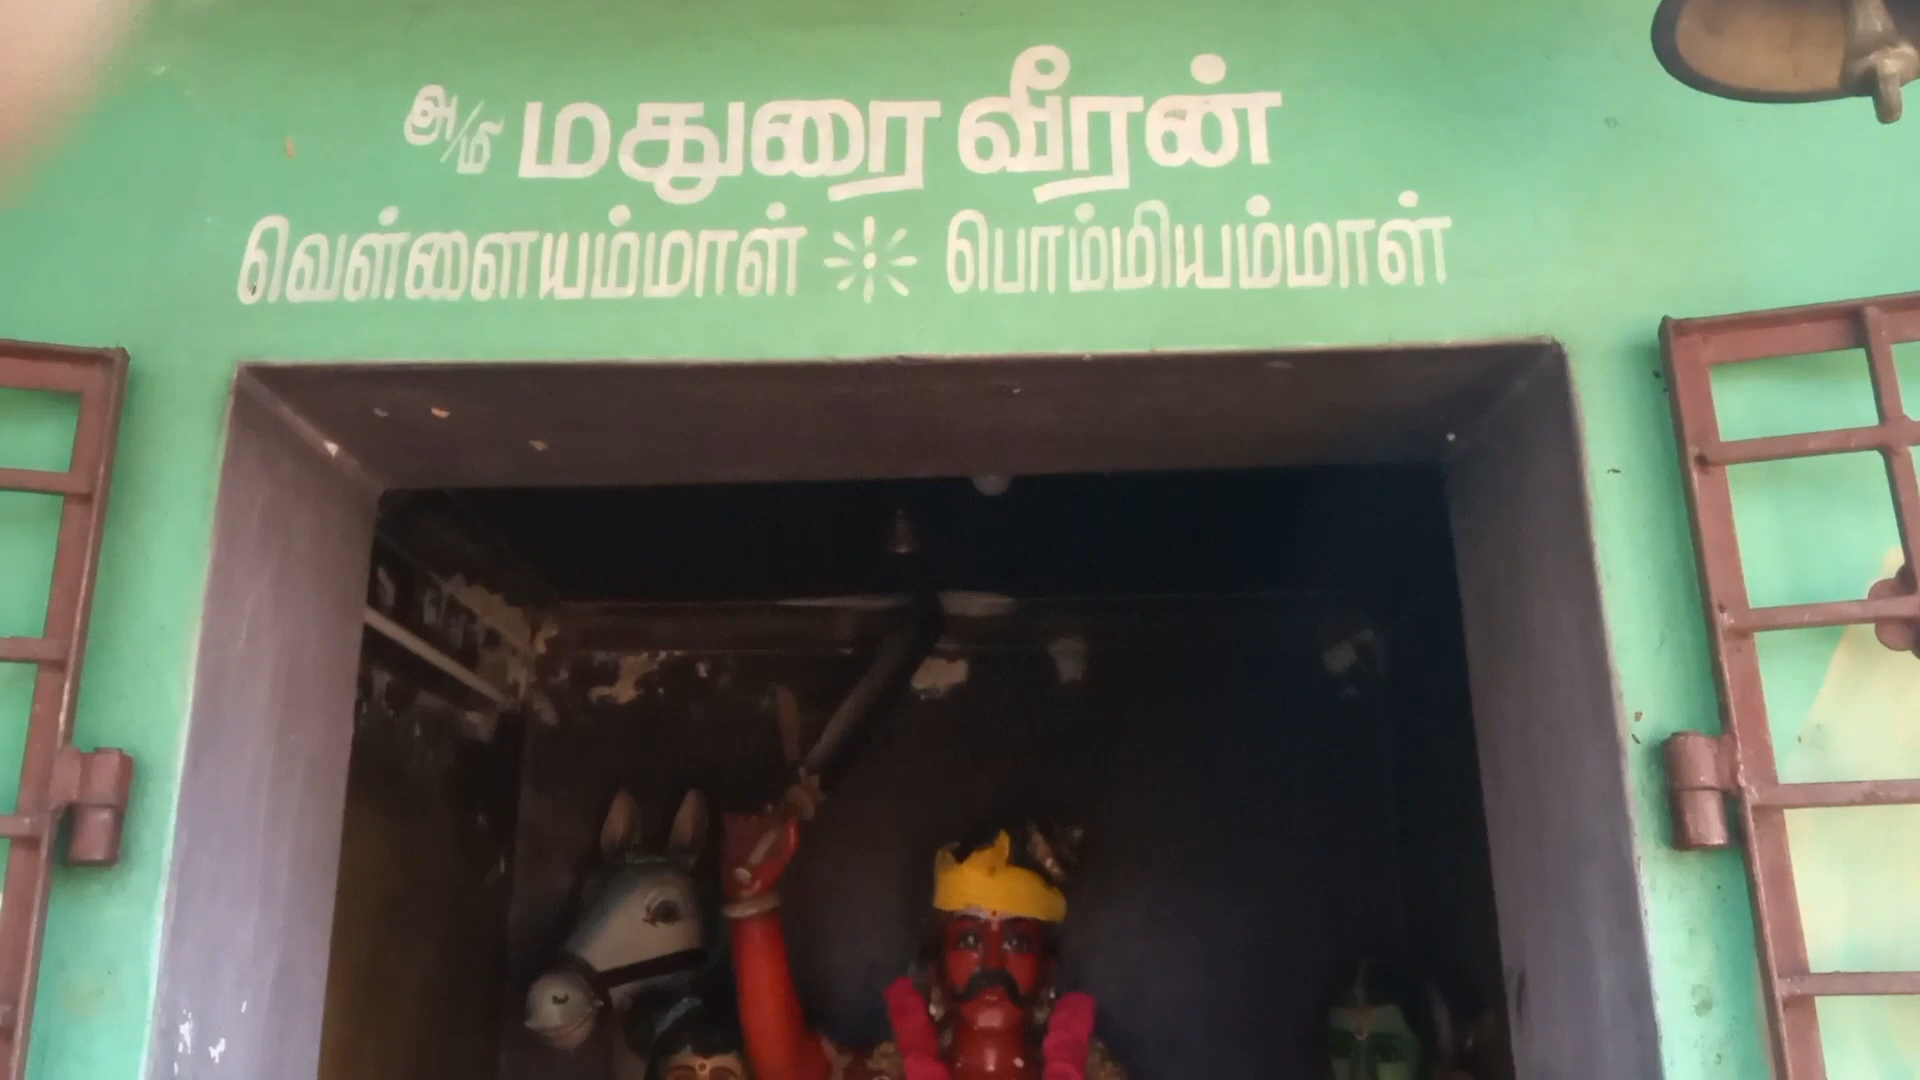 அ/மி மதுரை வீரன்
வெள்ளையம்மாள் பொம்மியம்மாள்